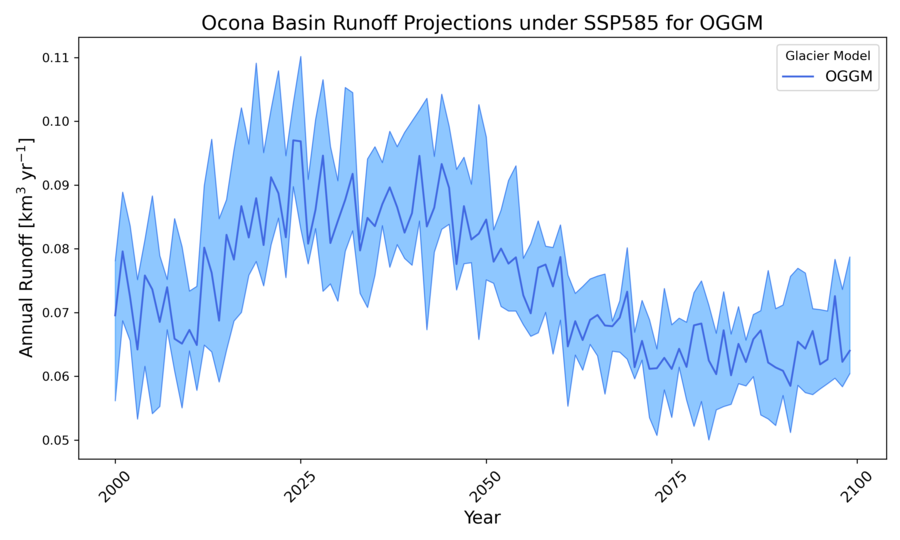 Ocona Basin Runoff Projections under SSP585 for OGGM
Glacier Model
OGGM
Annual Runoff [km³ yr⁻¹]
0.11
0.10
0.09
0.08
0.07
0.06
0.05
2000
2025
2050
2075
2100
Year